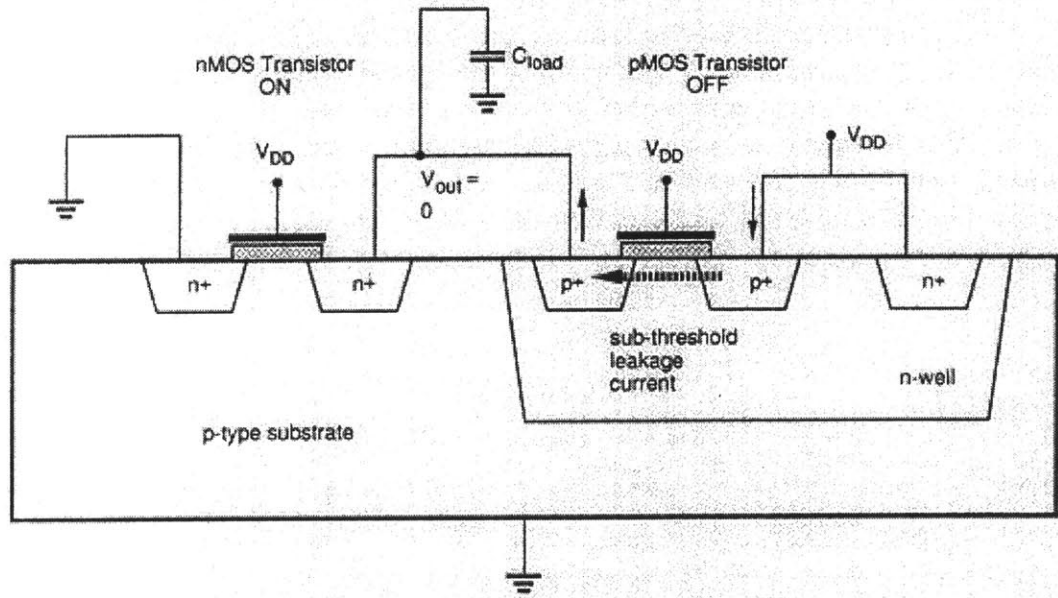 nMOS Transistor
ON
Cload
pMOS Transistor
OFF
VDD
Vout =
0
VDD
VDD
n+
n+
p+
p+
n+
sub-threshold
leakage
current
n-well
p-type substrate